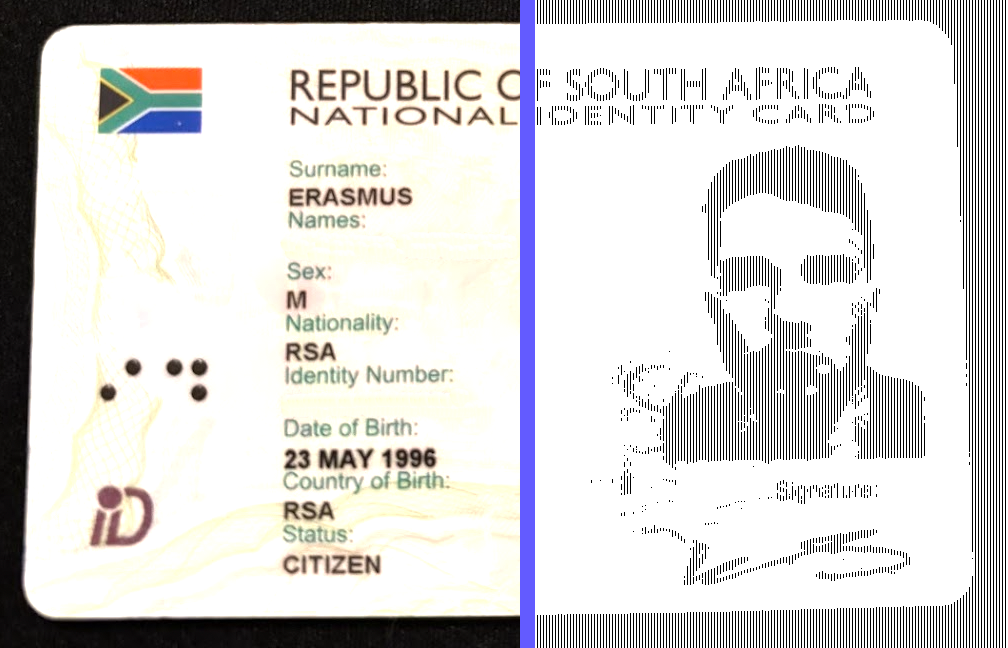 REPUBLIC OF SOUTH AFRICA
NATIONAL IDENTITY CARD
Surname:
ERASMUS
Names:
Sex:
M
Nationality:
RSA
Identity Number:
Date of Birth:
23 MAY 1996
Country of Birth:
RSA
Status:
CITIZEN
iD
Signature: